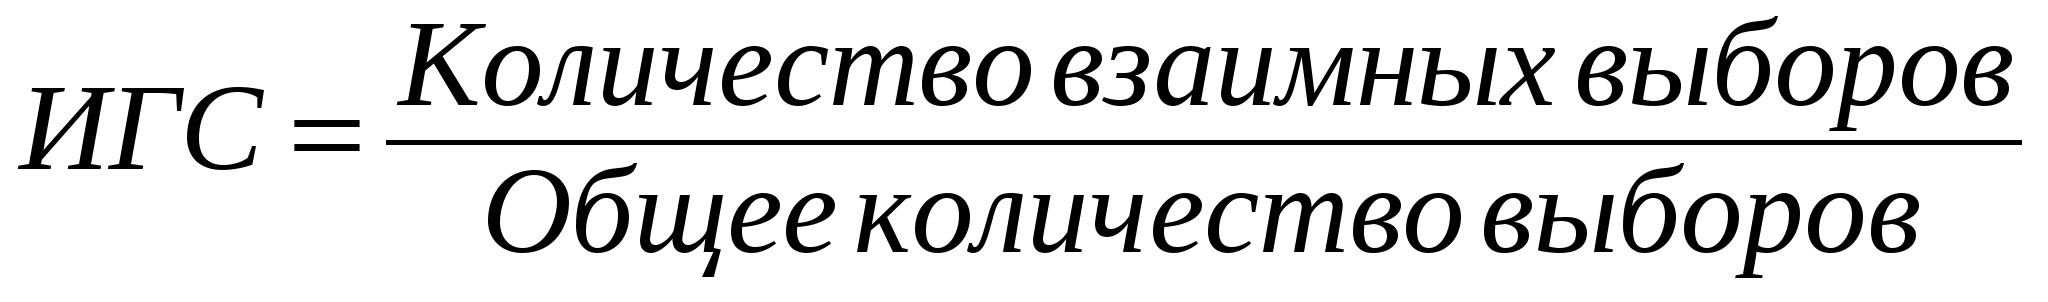 ИГС = Количество взаимных выборов
Общее количество выборов